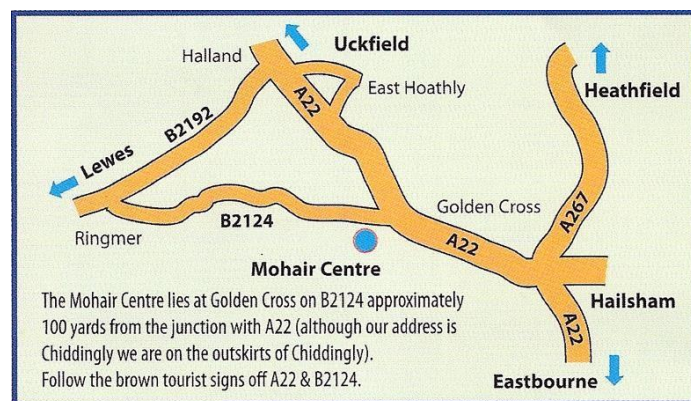 Uckfield
Halland
East Hoathly
A22
B2192
Heathfield
Lewes
A267
Golden Cross
B2124
A22
Ringmer
Mohair Centre
Hailsham
A22
Eastbourne
The Mohair Centre lies at Golden Cross on B2124 approximately
100 yards from the junction with A22 (although our address is
Chiddingly we are on the outskirts of Chiddingly).
Follow the brown tourist signs off A22 & B2124.